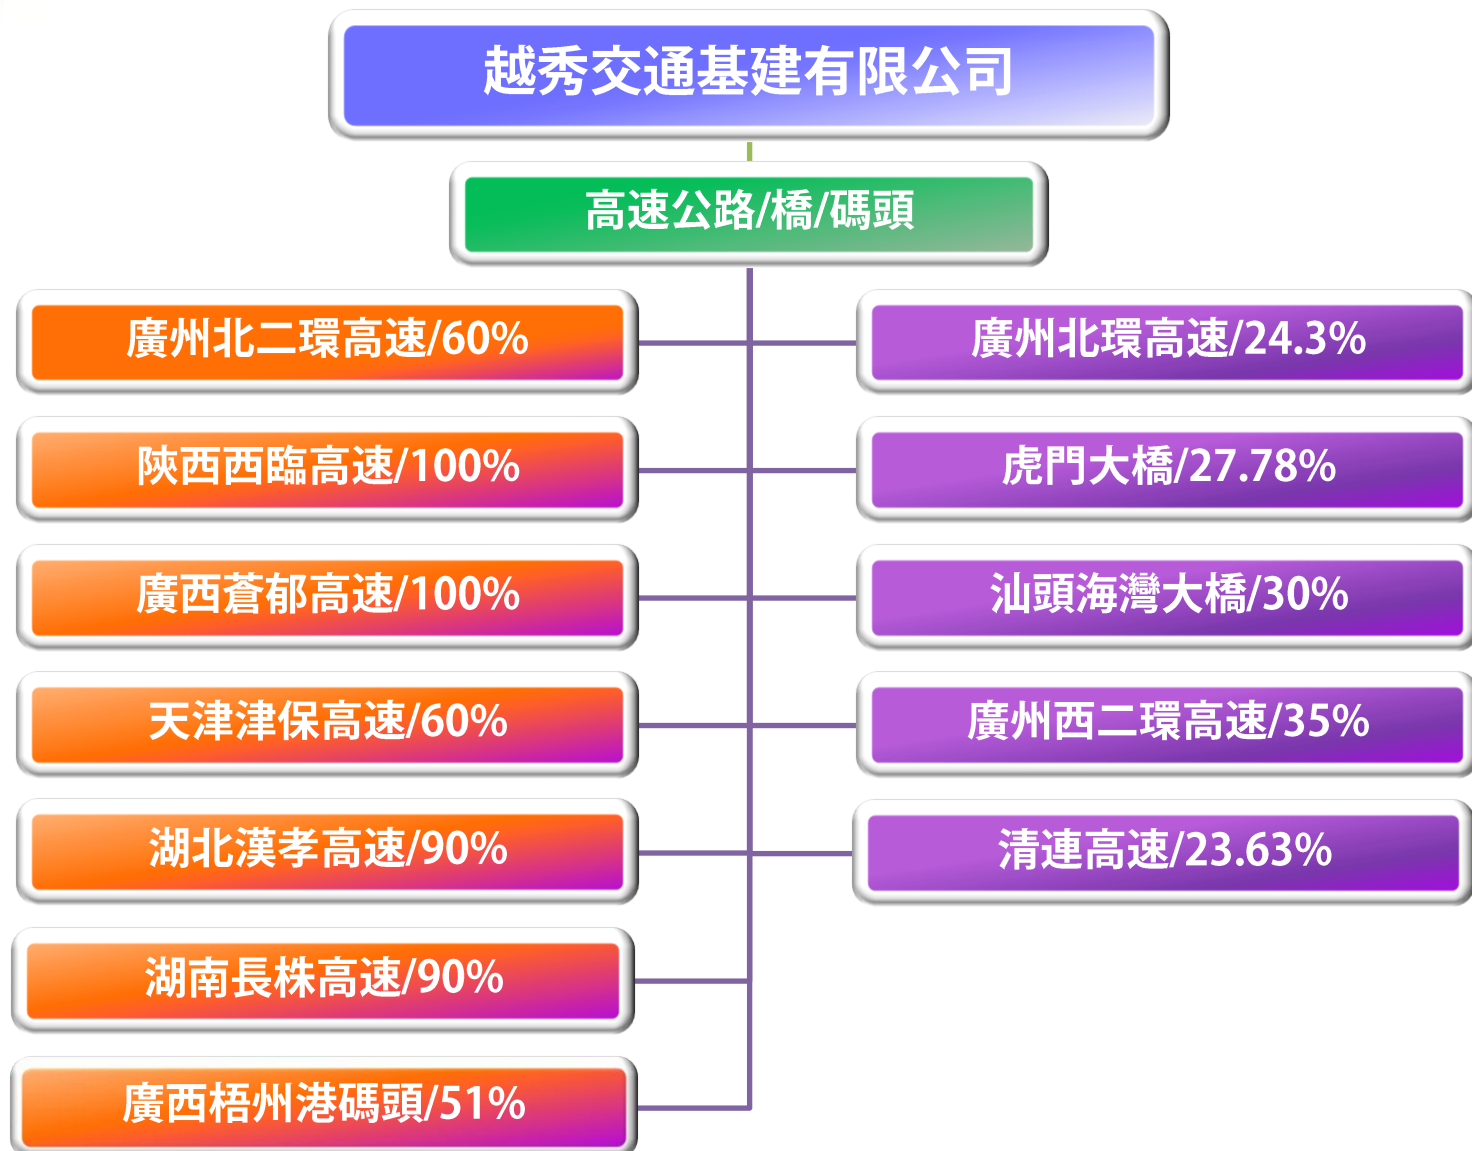 越秀交通基建有限公司
高速公路/橋/碼頭
廣州北二環高速/60%
廣州北環高速/24.3%
陝西西臨高速/100%
虎門大橋/27.78%
廣西蒼郁高速/100%
汕頭海灣大橋/30%
天津津保高速/60%
廣州西二環高速/35%
湖北漢孝高速/90%
清連高速/23.63%
湖南長株高速/90%
廣西梧州港碼頭/51%